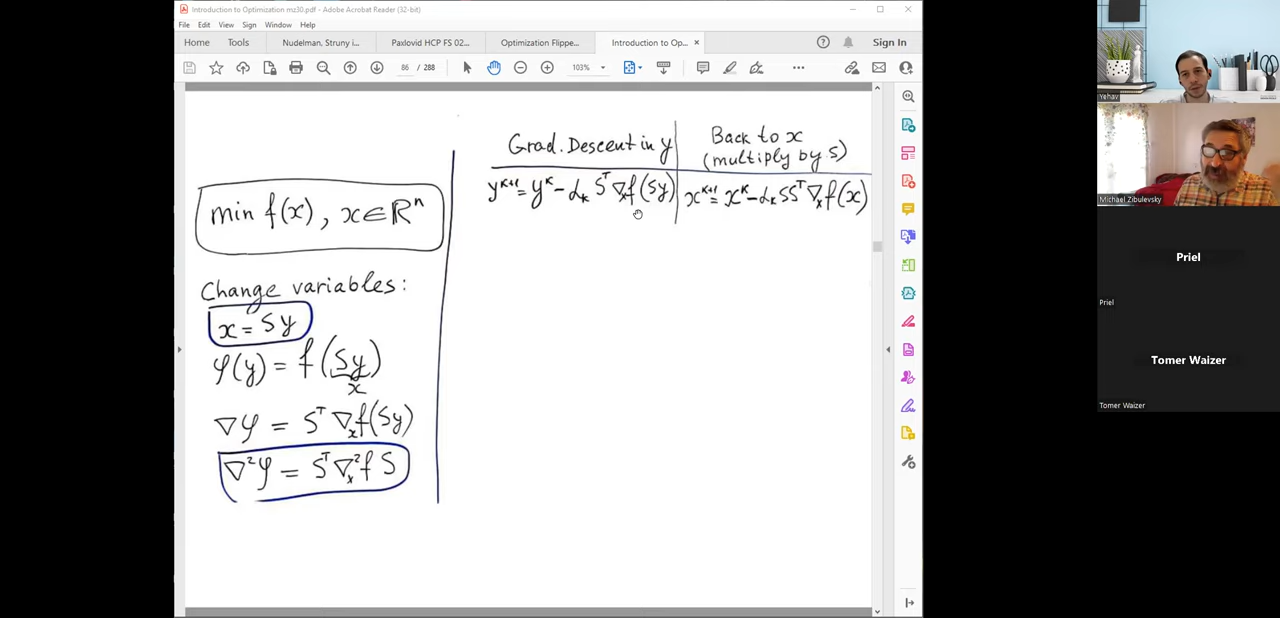 Introduction to Optimization mz30.pdf - Adobe Acrobat Reader (32-bit)
File Edit View Sign Window Help
Home Tools Nudelman, Struny i... Paxlovid HCP FS 02... Optimization Flippe... Introduction to Op... × Sign In
86 / 288 103%
Grad. Descent in y
Back to x
(multiply by S)
y^{k+1} = y^k - α_k S^T ∇_x f(Sy)
x^{k+1} = x^k - α_k SS^T ∇_x f(x)
min f(x), x ∈ ℝ^n
Change variables:
x = Sy
φ(y) = f(Sy)
x
∇φ = S^T ∇_x f(Sy)
∇²φ = S^T ∇²_x f S
Yehav
Michael Zibulevsky
Priel
Priel
Tomer Waizer
Tomer Waizer